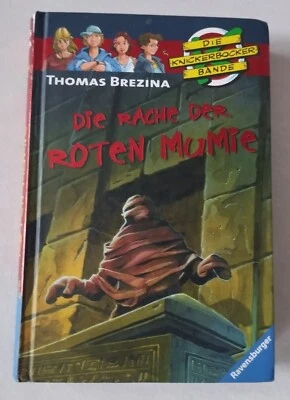 DIE
KNICKERBOCKER
BANDE
THOMAS BREZINA
DIE RACHE DER
ROTEN MUMIE
Ravensburger